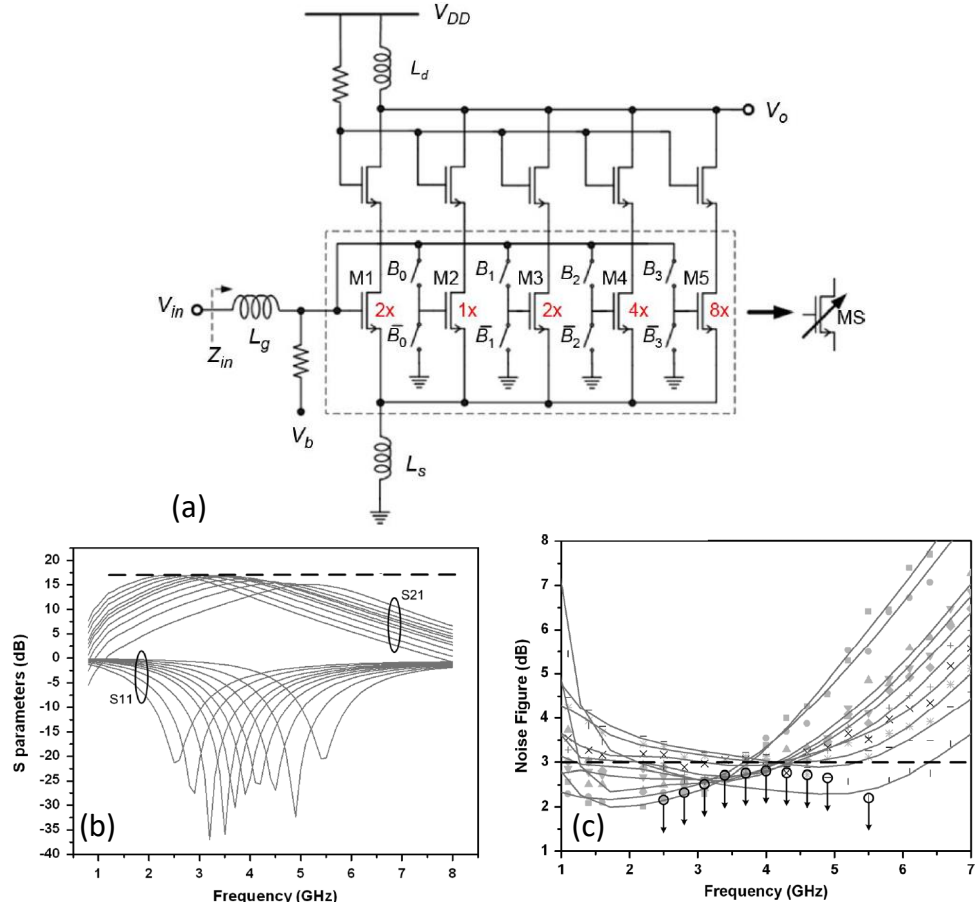 V_DD
L_d
V_o
B_0 B_1 B_2 B_3
M1 M2 M3 M4 M5
2x 1x 2x 4x 8x
MS
V_in
L_g
Z_in
B̅_0 B̅_1 B̅_2 B̅_3
V_b
L_s
(a)
20
15
10
5
0
-5
-10
-15
-20
-25
-30
-35
-40
S parameters (dB)
S21
S11
(b)
1 2 3 4 5 6 7 8
Frequency (GHz)
8
7
6
5
4
3
2
1
Noise Figure (dB)
(c)
1 2 3 4 5 6 7
Frequency (GHz)